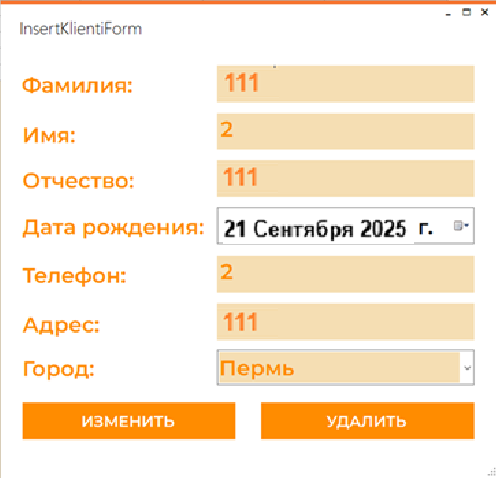 InsertKlientiForm
Фамилия: 111
Имя: 2
Отчество: 111
Дата рождения: 21 Сентября 2025 г.
Телефон: 2
Адрес: 111
Город: Пермь
ИЗМЕНИТЬ УДАЛИТЬ